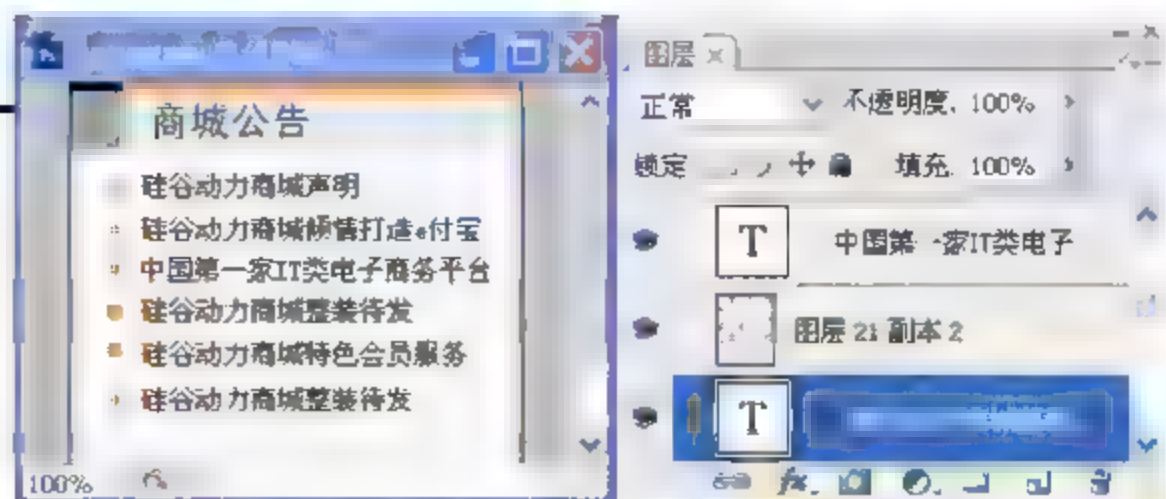 商城公告
硅谷动力商城声明
硅谷动力商城倾情打造e付宝
中国第一家IT类电子商务平台
硅谷动力商城整装待发
硅谷动力商城特色会员服务
硅谷动力商城整装待发
100%
图层
正常
不透明度: 100%
锁定
填充: 100%
T 中国第一家IT类电子
图层 21 副本 2
T